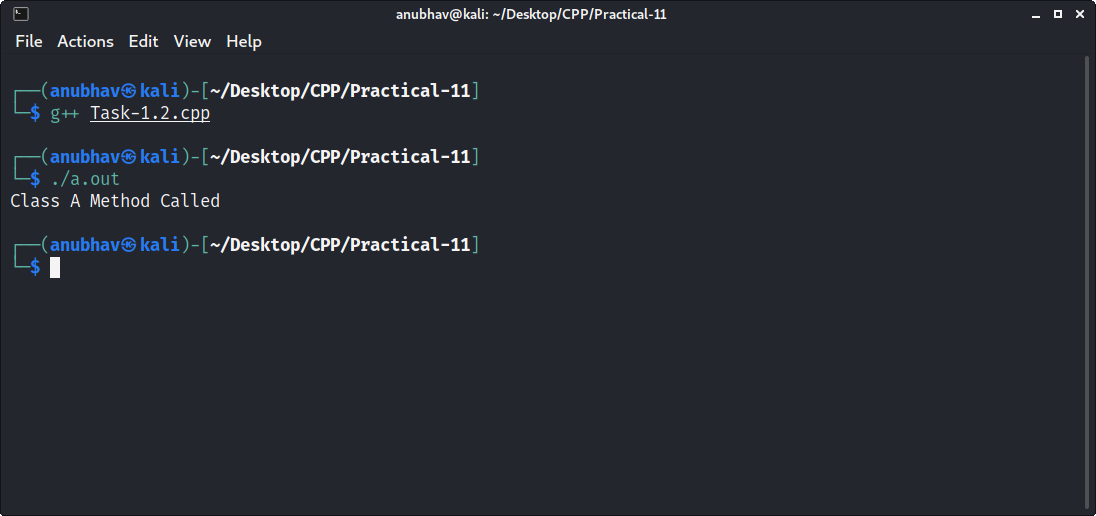 anubhav@kali: ~/Desktop/CPP/Practical-11
File Actions Edit View Help
┌──(anubhav㉿kali)-[~/Desktop/CPP/Practical-11]
└─$ g++ Task-1.2.cpp
┌──(anubhav㉿kali)-[~/Desktop/CPP/Practical-11]
└─$ ./a.out
Class A Method Called
┌──(anubhav㉿kali)-[~/Desktop/CPP/Practical-11]
└─$